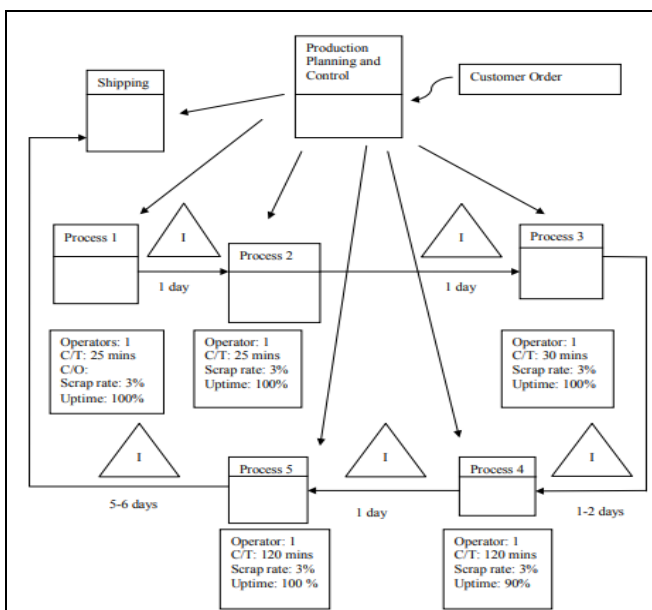 Production
Planning and
Control
Customer Order
Shipping
Process 1
I
Process 2
I
Process 3
1 day
1 day
Operators: 1
C/T: 25 mins
C/O:
Scrap rate: 3%
Uptime: 100%
Operator: 1
C/T: 25 mins
Scrap rate: 3%
Uptime: 100%
Operator: 1
C/T: 30 mins
Scrap rate: 3%
Uptime: 100%
I
Process 5
I
Process 4
I
5-6 days
1 day
1-2 days
Operator: 1
C/T: 120 mins
Scrap rate: 3%
Uptime: 100 %
Operator: 1
C/T: 120 mins
Scrap rate: 3%
Uptime: 90%